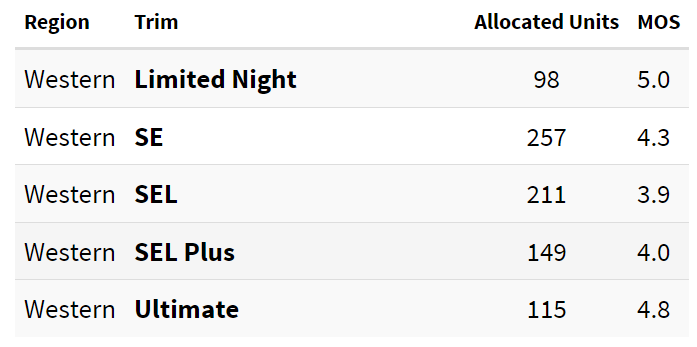 Region Trim Allocated Units MOS
Western Limited Night 98 5.0
Western SE 257 4.3
Western SEL 211 3.9
Western SEL Plus 149 4.0
Western Ultimate 115 4.8